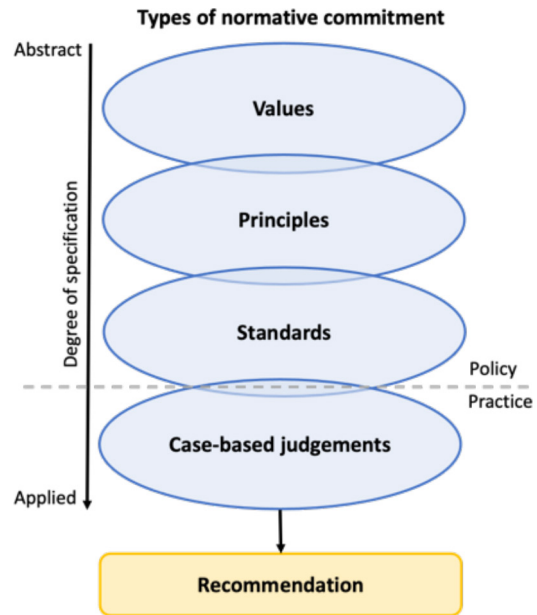 Types of normative commitment
Abstract
Values
Principles
Degree of specification
Standards
Policy
Practice
Case-based judgements
Applied
Recommendation